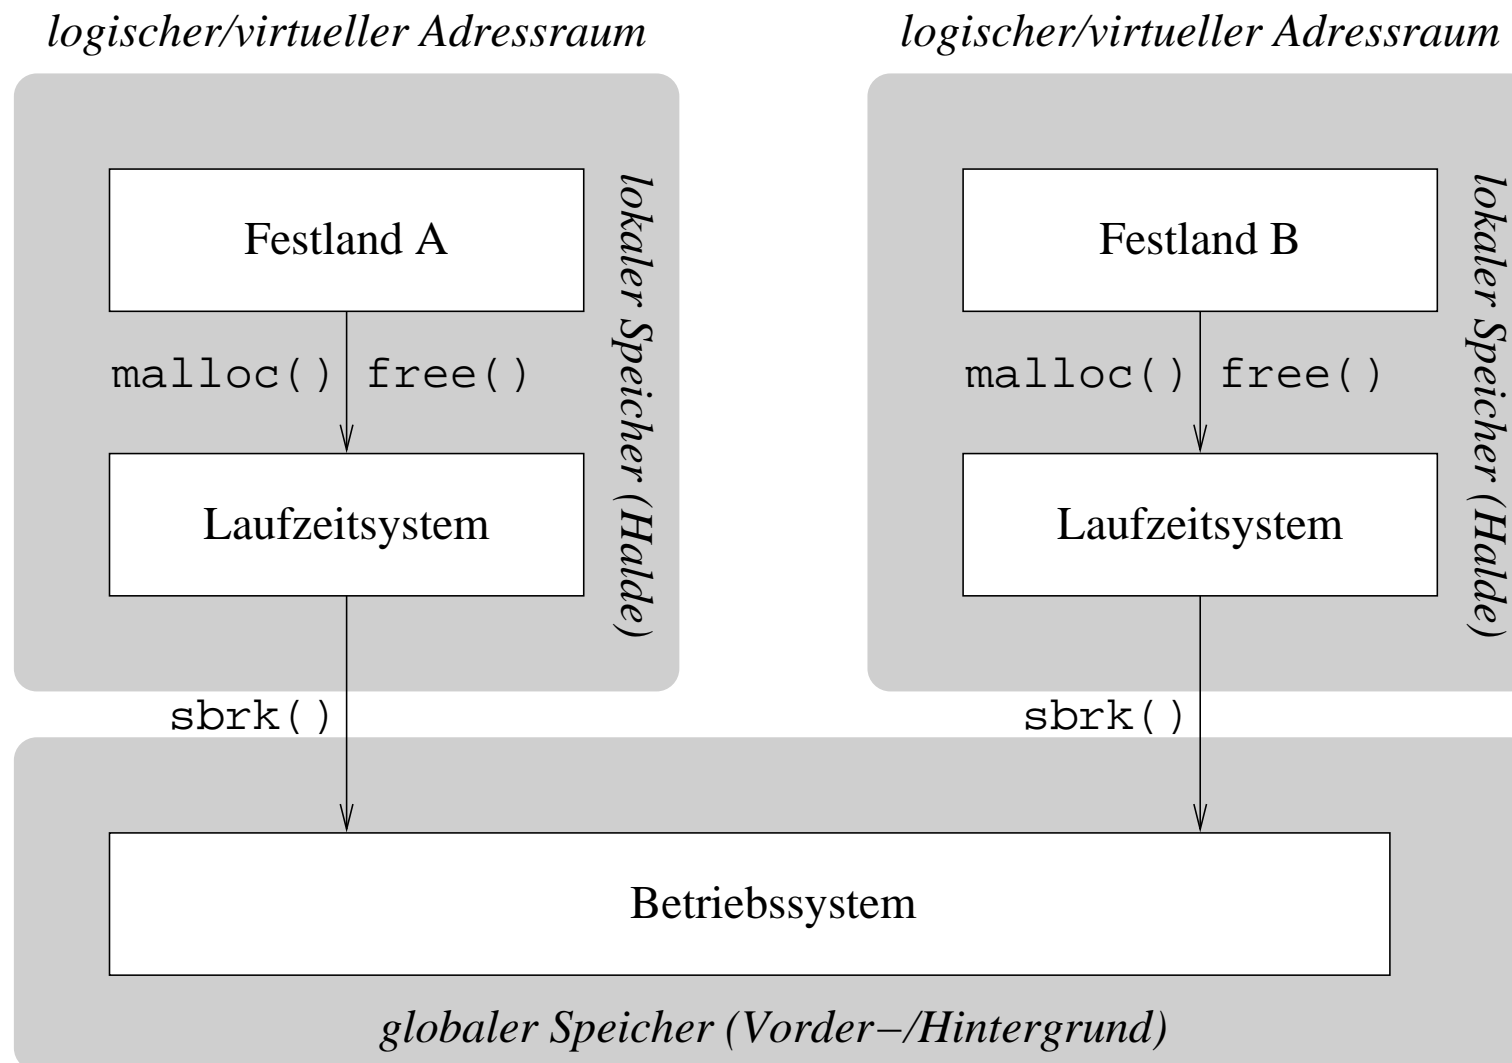 logischer/virtueller Adressraum
logischer/virtueller Adressraum
Festland A
lokaler Speicher (Halde)
Festland B
lokaler Speicher (Halde)
malloc() free()
malloc() free()
Laufzeitsystem
Laufzeitsystem
sbrk()
sbrk()
Betriebssystem
globaler Speicher (Vorder−/Hintergrund)